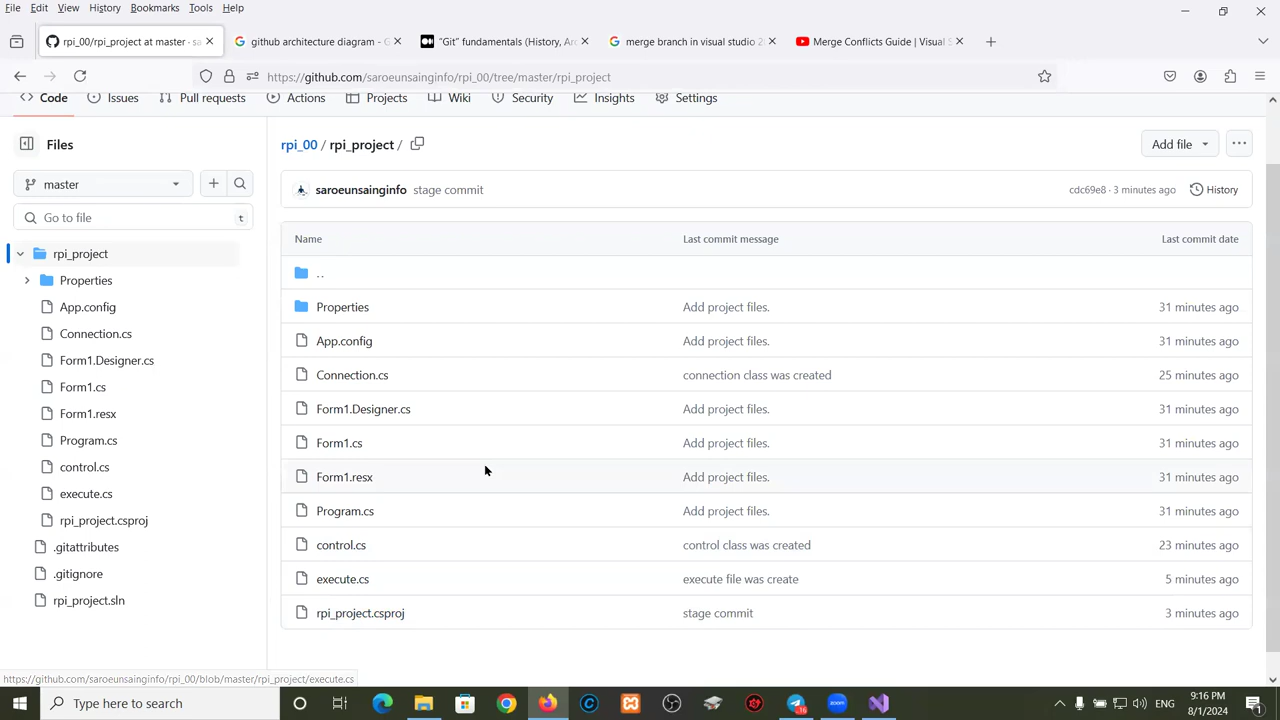 File Edit View History Bookmarks Tools Help
rpi_00/rpi_project at master · sa
github architecture diagram - G
"Git" fundamentals (History, Arc
merge branch in visual studio 2
Merge Conflicts Guide | Visual S
https://github.com/saroeunsainginfo/rpi_00/tree/master/rpi_project
Code Issues Pull requests Actions Projects Wiki Security Insights Settings
Files
master
Go to file
t
rpi_project
Properties
App.config
Connection.cs
Form1.Designer.cs
Form1.cs
Form1.resx
Program.cs
control.cs
execute.cs
rpi_project.csproj
.gitattributes
.gitignore
rpi_project.sln
rpi_00 / rpi_project /
Add file
saroeunsainginfo stage commit
cdc69e8 · 3 minutes ago History
Name Last commit message Last commit date
..
Properties Add project files. 31 minutes ago
App.config Add project files. 31 minutes ago
Connection.cs connection class was created 25 minutes ago
Form1.Designer.cs Add project files. 31 minutes ago
Form1.cs Add project files. 31 minutes ago
Form1.resx Add project files. 31 minutes ago
Program.cs Add project files. 31 minutes ago
control.cs control class was created 23 minutes ago
execute.cs execute file was create 5 minutes ago
rpi_project.csproj stage commit 3 minutes ago
https://github.com/saroeunsainginfo/rpi_00/blob/master/rpi_project/execute.cs
Type here to search
zoom
ENG
9:16 PM
8/1/2024